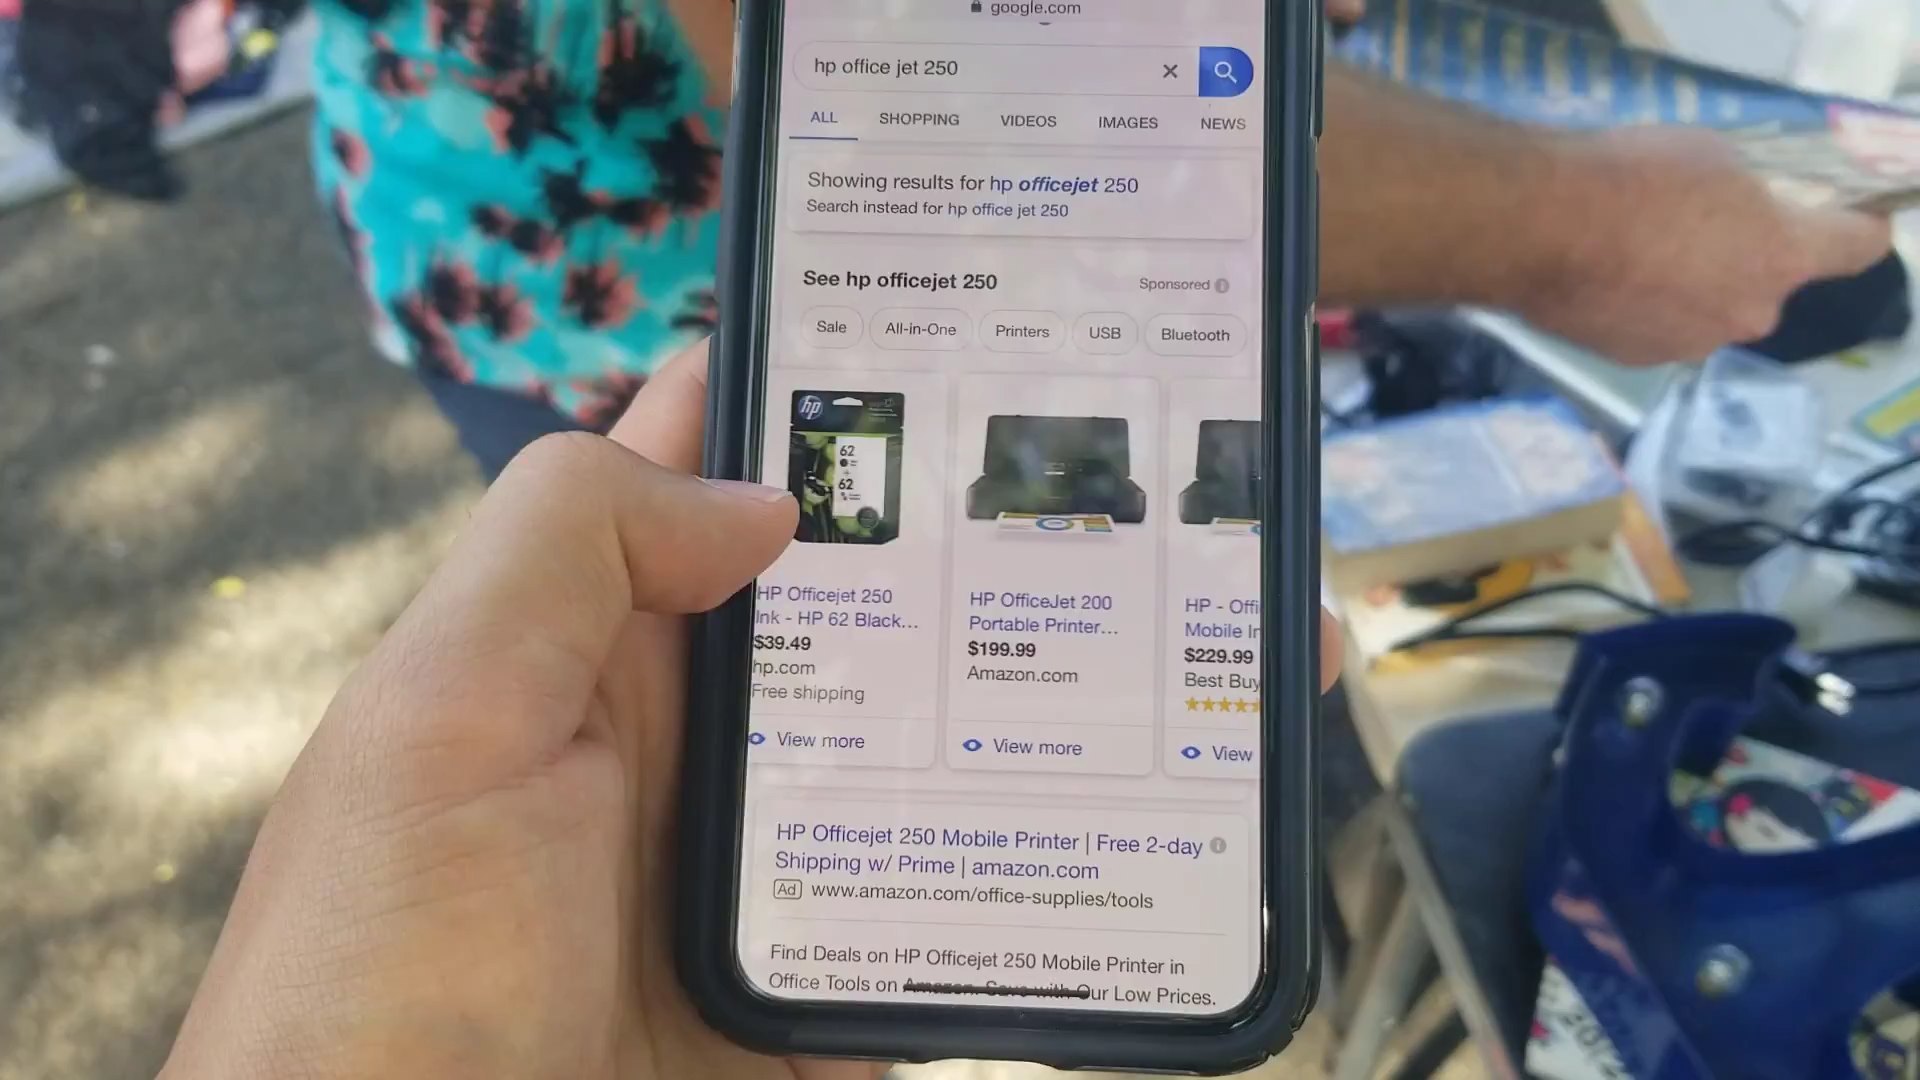 google.com
hp office jet 250
ALL SHOPPING VIDEOS IMAGES NEWS
Showing results for hp officejet 250
Search instead for hp office jet 250
See hp officejet 250
Sponsored
Sale All-in-One Printers USB Bluetooth
hp
62
+
62
HP Officejet 250
Ink - HP 62 Black...
$39.49
hp.com
Free shipping
View more
HP OfficeJet 200
Portable Printer...
$199.99
Amazon.com
View more
HP - Offi
Mobile In
$229.99
Best Buy
View
HP Officejet 250 Mobile Printer | Free 2-day
Shipping w/ Prime | amazon.com
Ad www.amazon.com/office-supplies/tools
Find Deals on HP Officejet 250 Mobile Printer in
Office Tools on Amazon. Save with Our Low Prices.